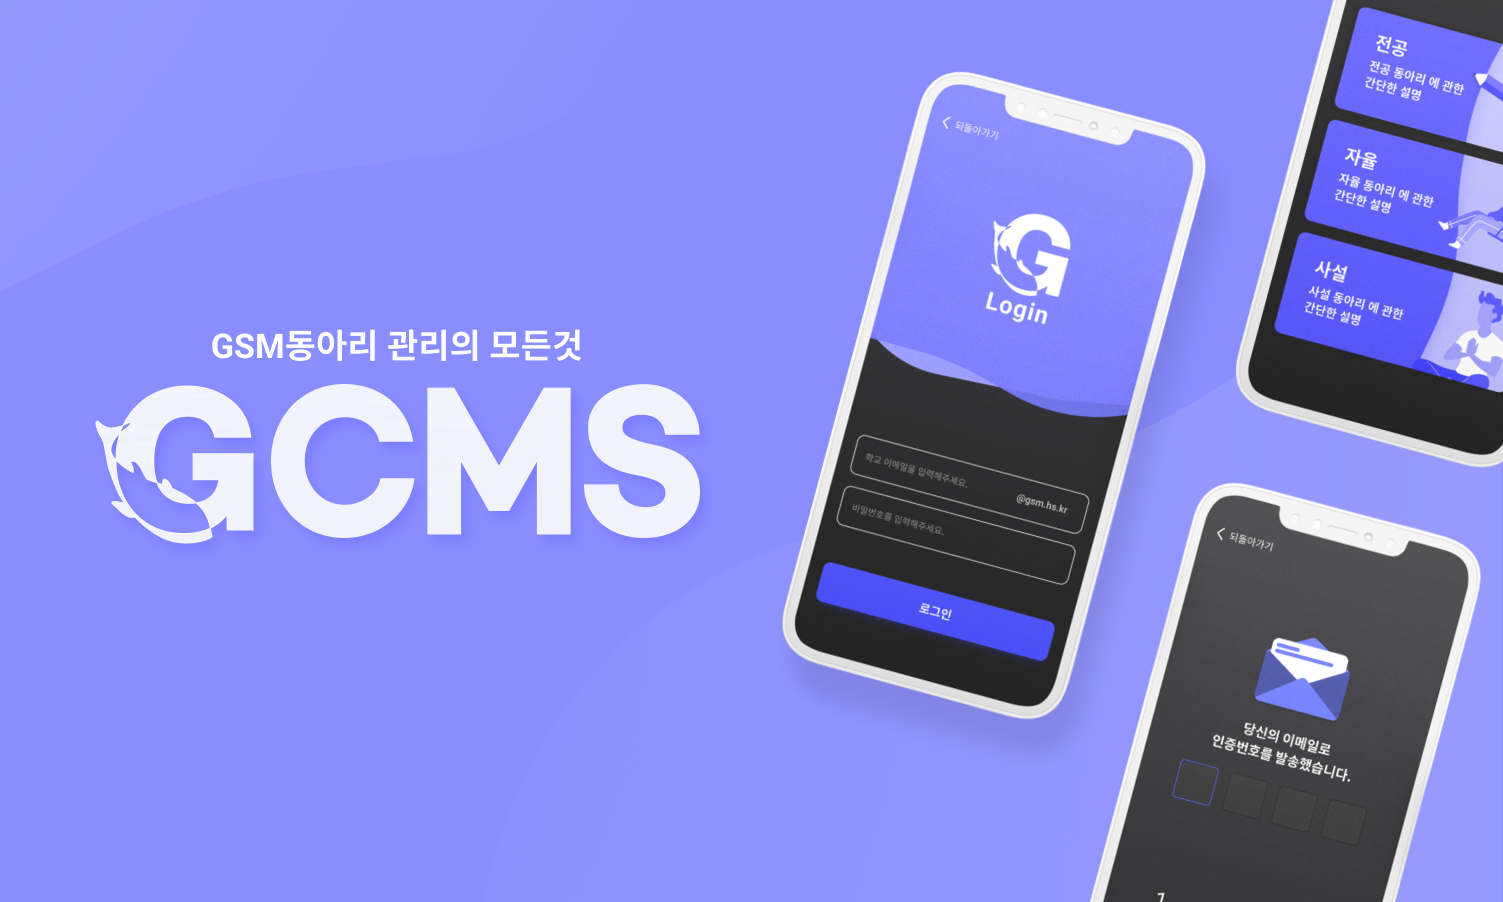 GSM동아리 관리의 모든것
GCMS
되돌아가기
G
Login
학교 이메일을 입력해주세요.
@gsm.hs.kr
비밀번호를 입력해주세요.
로그인
전공
전공 동아리 에 관한
간단한 설명
자율
자율 동아리 에 관한
간단한 설명
사설
사설 동아리 에 관한
간단한 설명
되돌아가기
당신의 이메일로
인증번호를 발송했습니다.
1